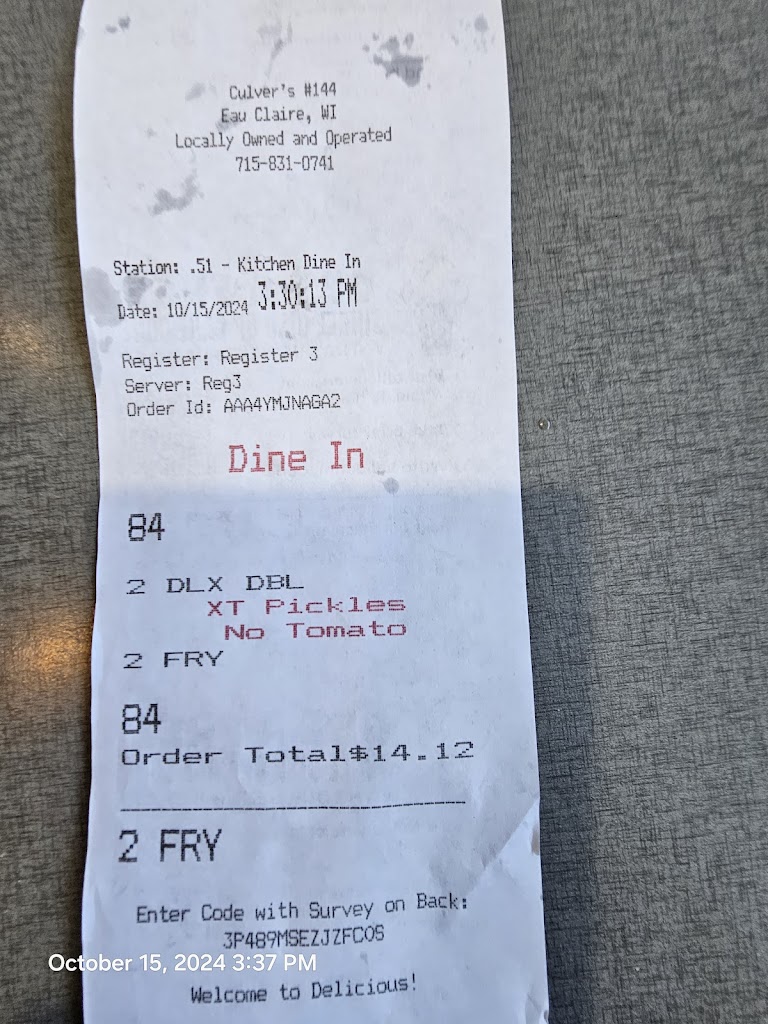 Culver's #144
Eau Claire, WI
Locally Owned and Operated
715-831-0741
Station: .51 - Kitchen Dine In
Date: 10/15/2024 3:30:13 PM
Register: Register 3
Server: Reg3
Order Id: AAA4YMJNAGA2
Dine In
84
2 DLX DBL
XT Pickles
No Tomato
2 FRY
84
Order Total$14.12
2 FRY
Enter Code with Survey on Back:
3P489MSEZJZFCOS
October 15, 2024 3:37 PM
Welcome to Delicious!